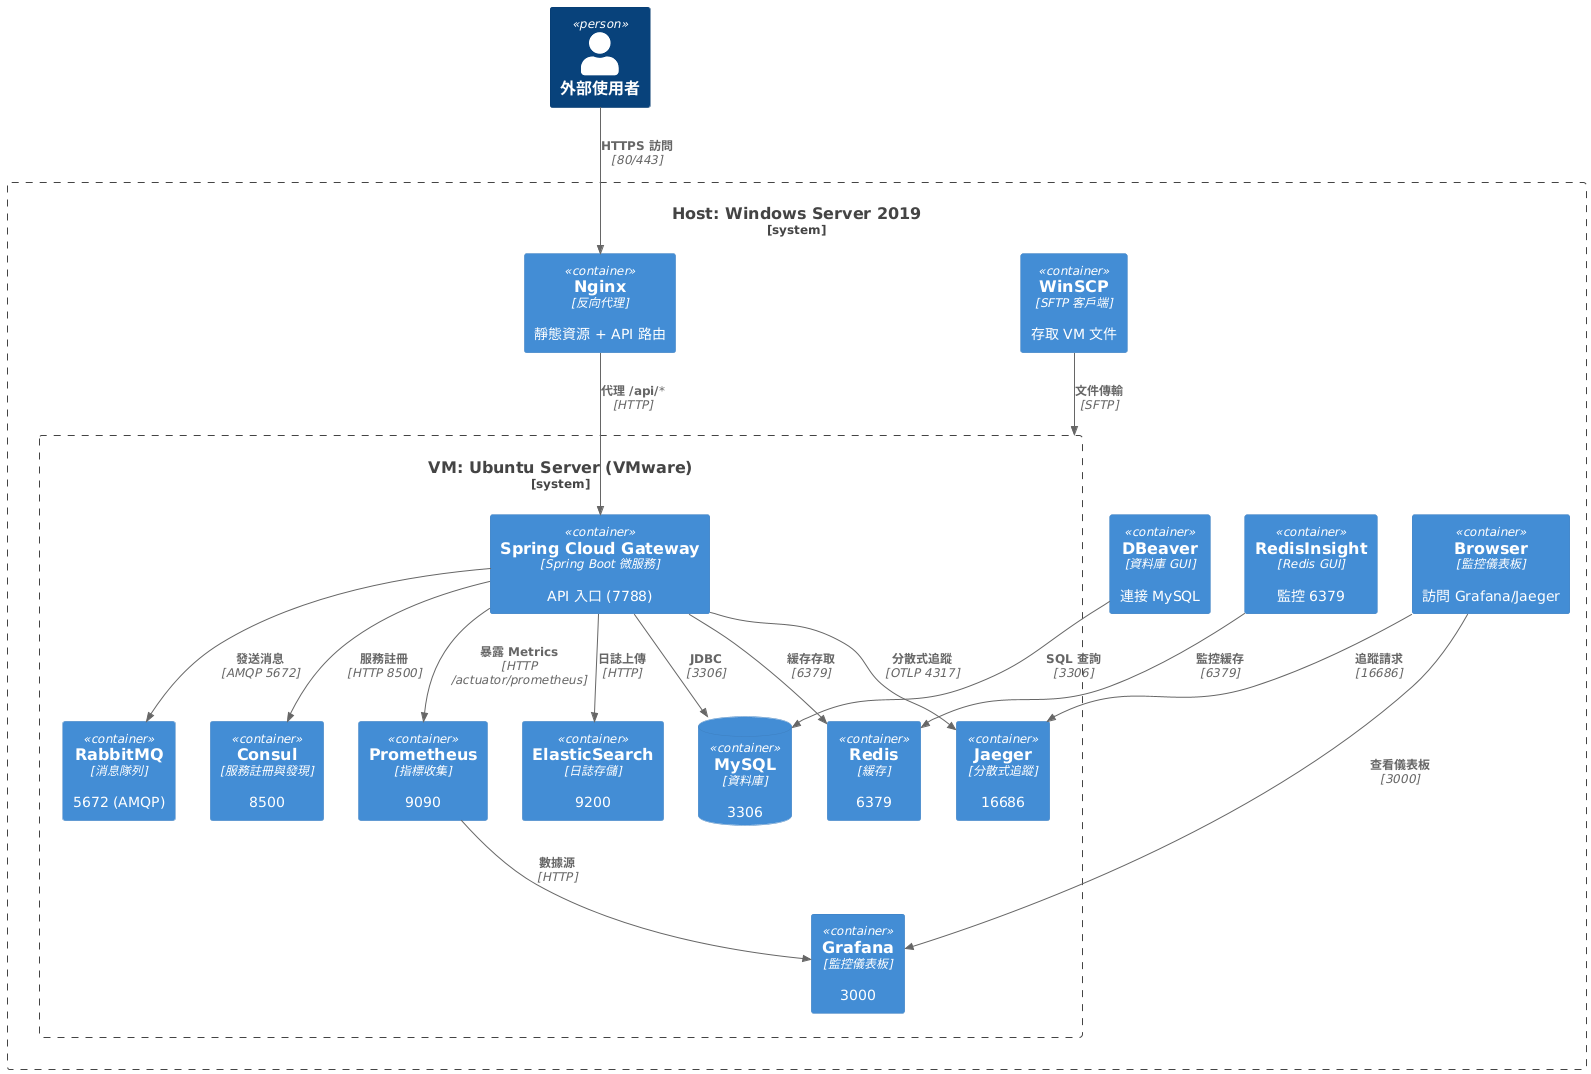 «person»
外部使用者
HTTPS 訪問
[80/443]
Host: Windows Server 2019
[system]
«container»
Nginx
[反向代理]
靜態資源 + API 路由
«container»
WinSCP
[SFTP 客戶端]
存取 VM 文件
代理 /api/*
[HTTP]
文件傳輸
[SFTP]
VM: Ubuntu Server (VMware)
[system]
«container»
Spring Cloud Gateway
[Spring Boot 微服務]
API 入口 (7788)
«container»
DBeaver
[資料庫 GUI]
連接 MySQL
«container»
RedisInsight
[Redis GUI]
監控 6379
«container»
Browser
[監控儀表板]
訪問 Grafana/Jaeger
發送消息
[AMQP 5672]
服務註冊
[HTTP 8500]
暴露 Metrics
[HTTP
/actuator/prometheus]
日誌上傳
[HTTP]
JDBC
[3306]
緩存存取
[6379]
分散式追蹤
[OTLP 4317]
SQL 查詢
[3306]
監控緩存
[6379]
追蹤請求
[16686]
«container»
RabbitMQ
[消息隊列]
5672 (AMQP)
«container»
Consul
[服務註冊與發現]
8500
«container»
Prometheus
[指標收集]
9090
«container»
ElasticSearch
[日誌存儲]
9200
«container»
MySQL
[資料庫]
3306
«container»
Redis
[緩存]
6379
«container»
Jaeger
[分散式追蹤]
16686
查看儀表板
[3000]
數據源
[HTTP]
«container»
Grafana
[監控儀表板]
3000